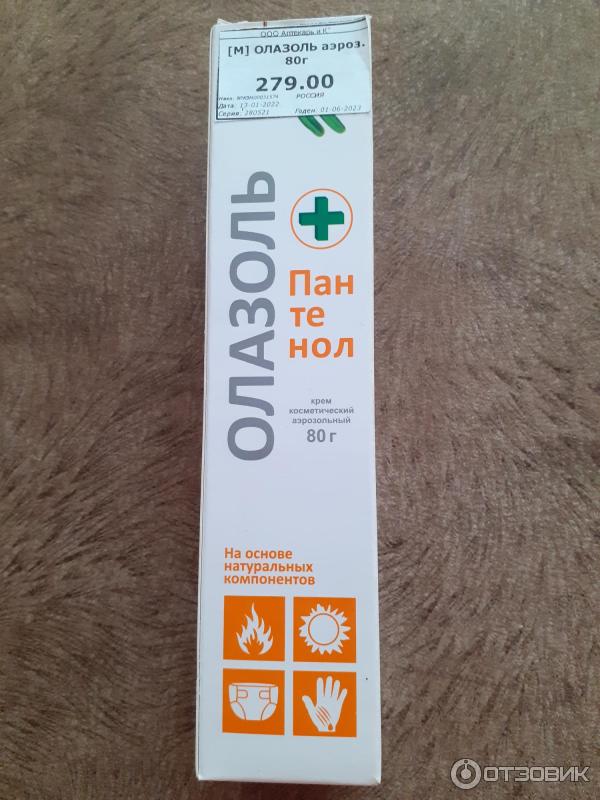 ООО Аптекарь и К
[М] ОЛАЗОЛЬ аэроз.
80г
279.00
РОССИЯ
Дата: 13-01-2022
Серия: 280521 Годен: 01-06-2023
ОЛАЗОЛЬ
Пан
те
нол
крем
косметический
аэрозольный
80 г
На основе
натуральных
компонентов
ОТЗОВИК